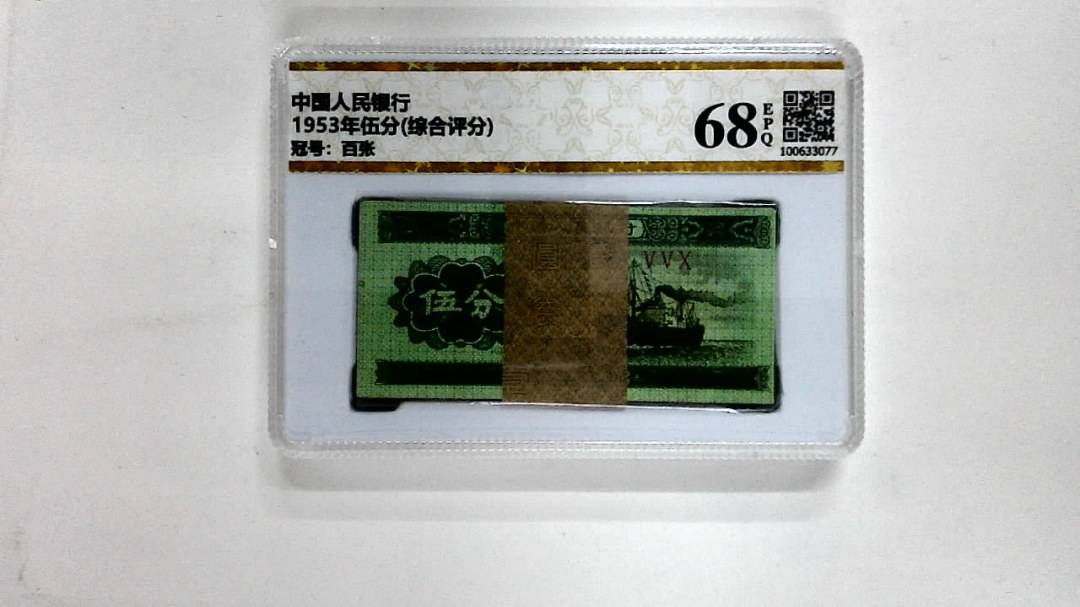 中国人民银行
1953年伍分(综合评分)
冠号：百张
68
EPQ
100633077
伍分
VVX